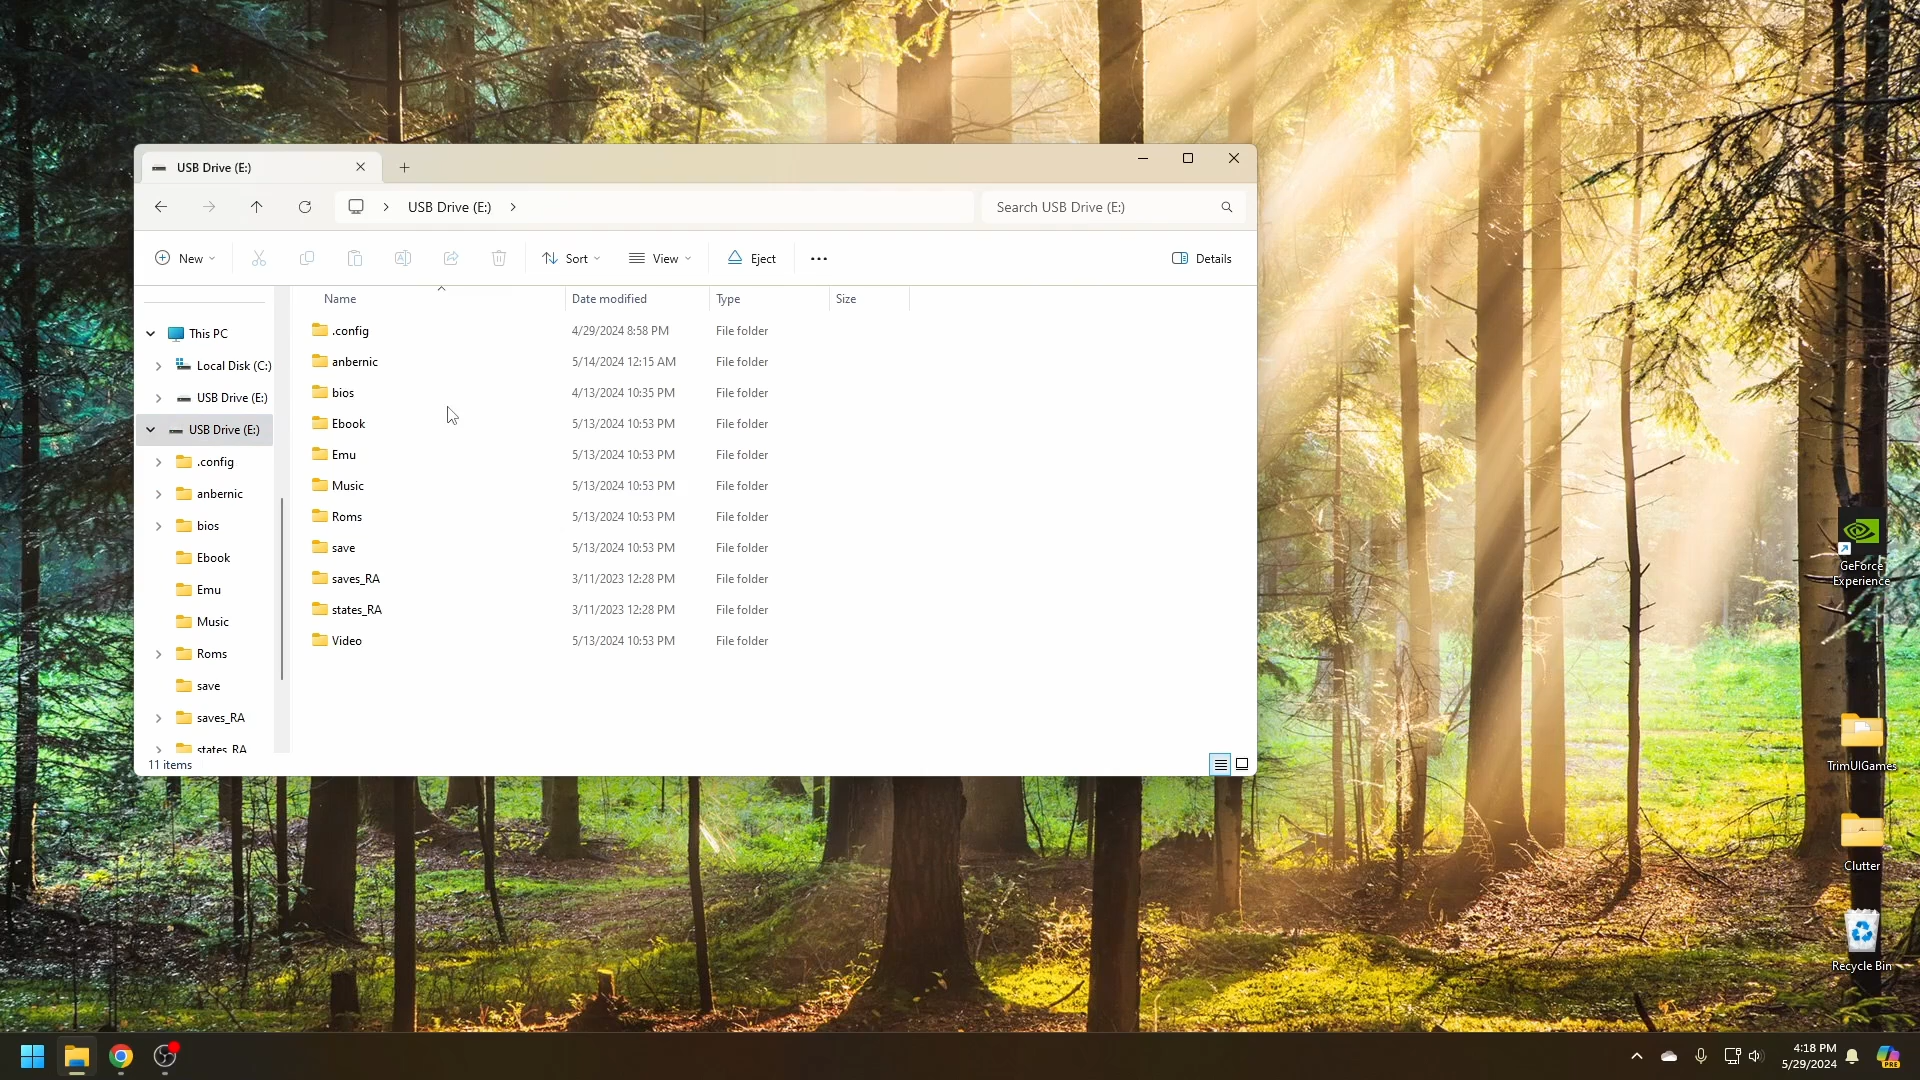 USB Drive (E:)
USB Drive (E:)
Search USB Drive (E:)
New
Sort
View
Eject
Details
Name Date modified Type Size
.config 4/29/2024 8:58 PM File folder
anbernic 5/14/2024 12:15 AM File folder
bios 4/13/2024 10:35 PM File folder
Ebook 5/13/2024 10:53 PM File folder
Emu 5/13/2024 10:53 PM File folder
Music 5/13/2024 10:53 PM File folder
Roms 5/13/2024 10:53 PM File folder
save 5/13/2024 10:53 PM File folder
saves_RA 3/11/2023 12:28 PM File folder
states_RA 3/11/2023 12:28 PM File folder
Video 5/13/2024 10:53 PM File folder
This PC
Local Disk (C:)
USB Drive (E:)
USB Drive (E:)
.config
anbernic
bios
Ebook
Emu
Music
Roms
save
saves_RA
states_RA
11 items
GeForce
Experience
TrimUIGames
Clutter
Recycle Bin
4:18 PM
5/29/2024
PRE